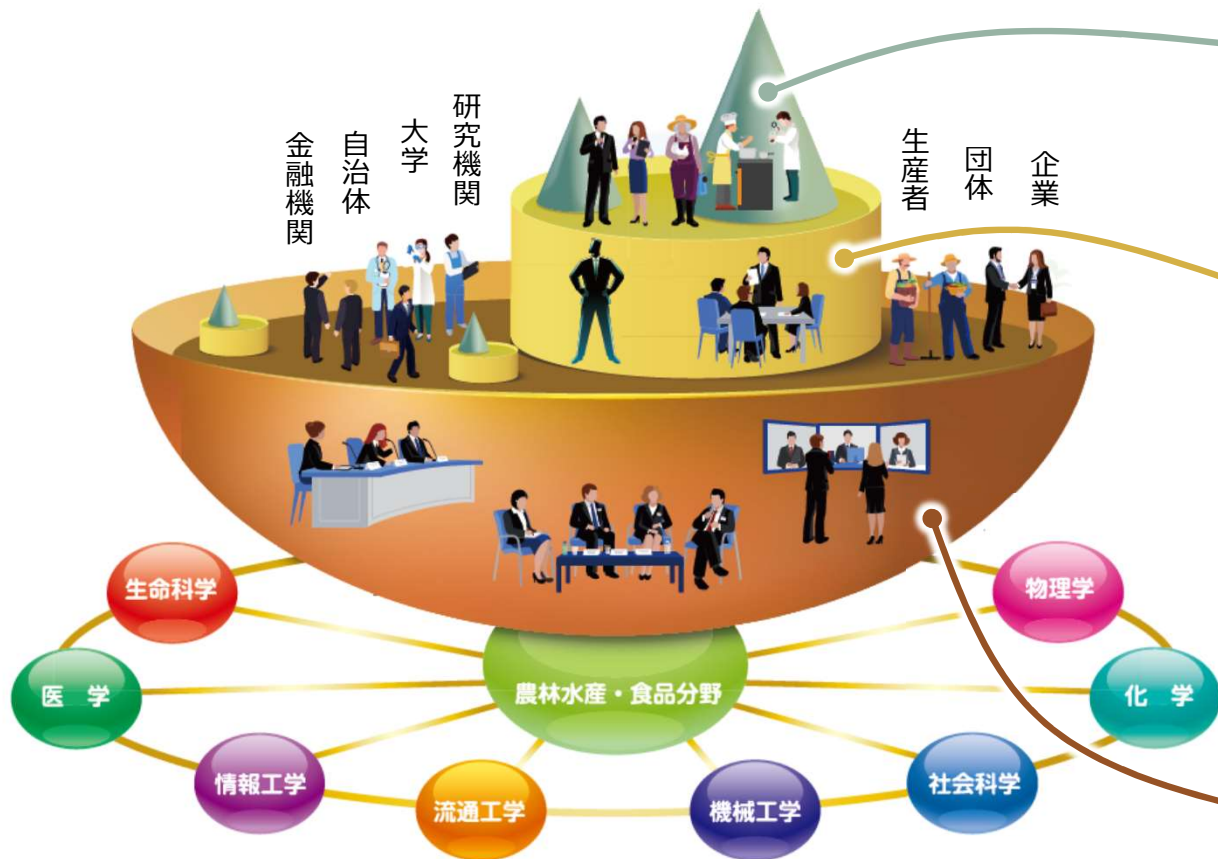 金融機関
自治体
大学
研究機関
生産者
団体
企業
生命科学
物理学
医　学
農林水産・食品分野
化　学
情報工学
社会科学
流通工学
機械工学